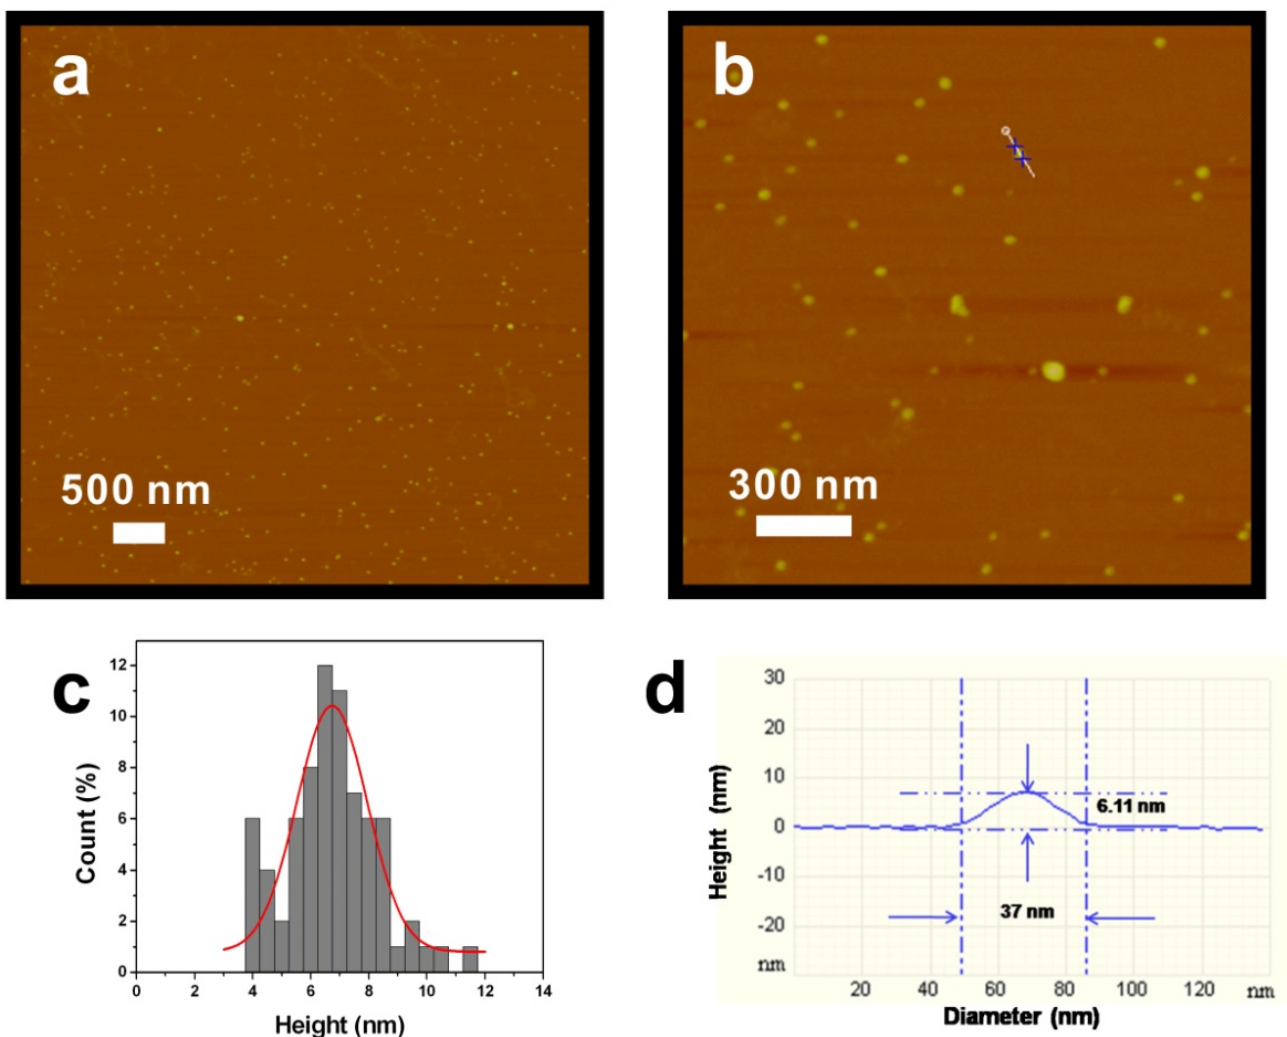 a
500 nm
b
300 nm
c
Count (%)
12
10
8
6
4
2
0
0 2 4 6 8 10 12 14
Height (nm)
d
Height (nm)
30
20
10
0
-10
-20
nm
6.11 nm
37 nm
20 40 60 80 100 120 nm
Diameter (nm)